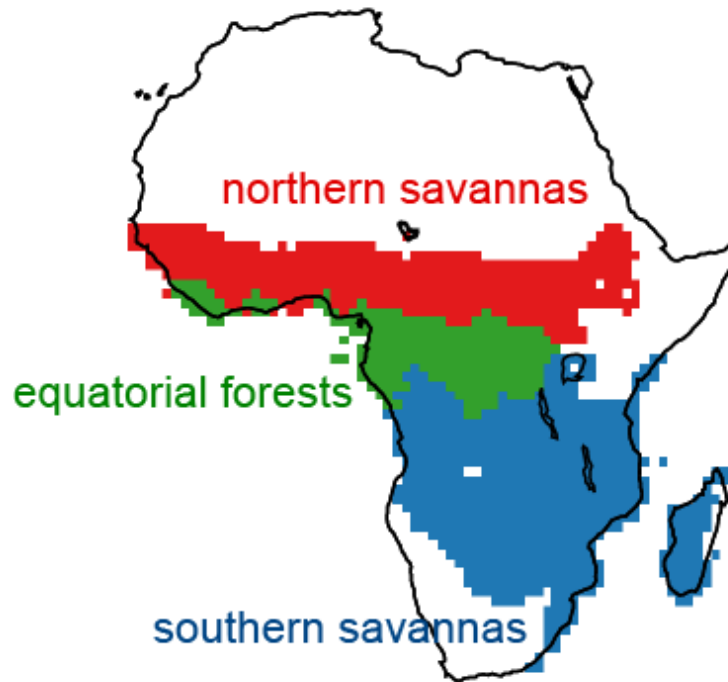 northern savannas
equatorial forests
southern savannas